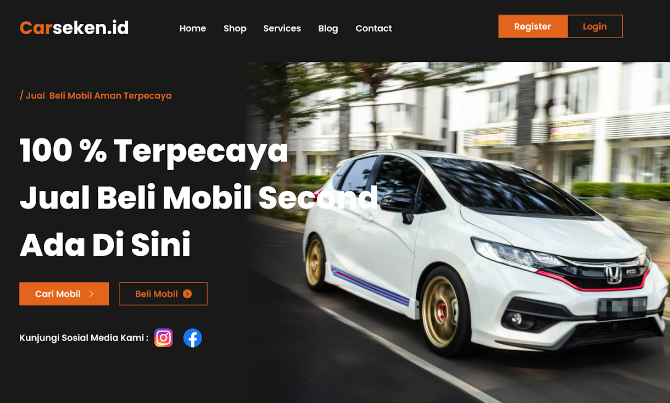 Carseken.id
Home Shop Services Blog Contact
Register Login
/ Jual Beli Mobil Aman Terpecaya
100 % Terpecaya
Jual Beli Mobil Second
Ada Di Sini
Cari Mobil
Beli Mobil
Kunjungi Sosial Media Kami :